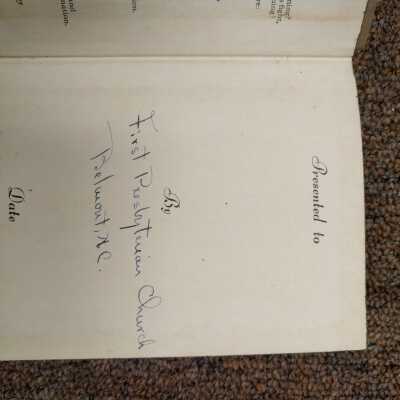 Presented to
By
First Presbyterian Church
Belmont, N.C.
Date